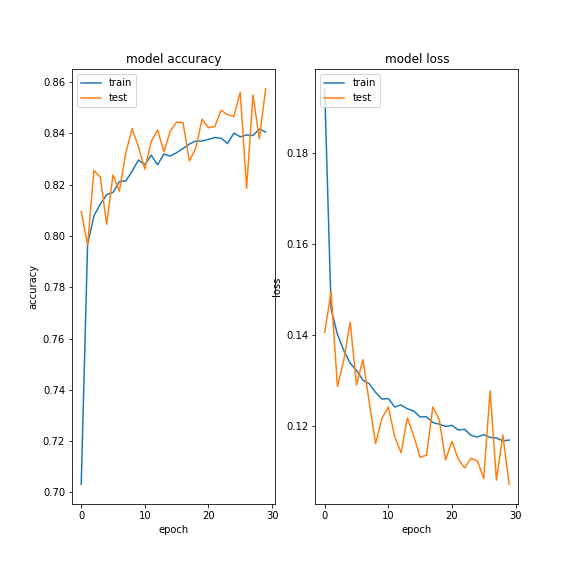 model accuracy
train
test
0.86
0.84
0.82
0.80
0.78
0.76
0.74
0.72
0.70
accuracy
0
10
20
30
epoch
model loss
train
test
0.18
0.16
0.14
0.12
loss
0
10
20
30
epoch